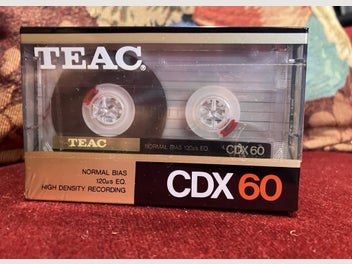 TEAC®
TEAC
NORMAL BIAS 120μs EQ.
CDX 60
NORMAL BIAS
120μs EQ.
HIGH DENSITY RECORDING
CDX 60